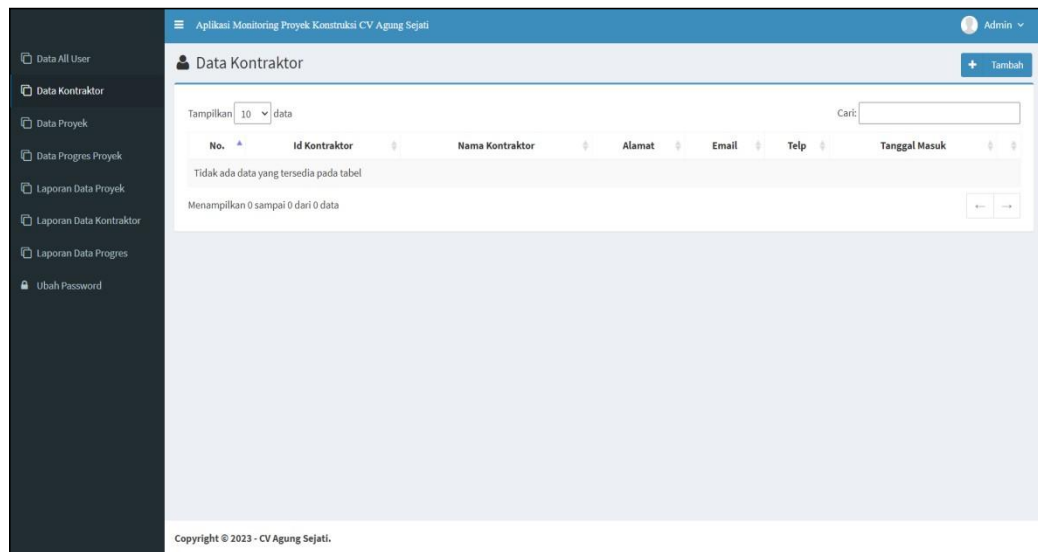 Aplikasi Monitoring Proyek Konstruksi CV Agung Sejati
Admin
Data All User
Data Kontraktor
Data Proyek
Data Progres Proyek
Laporan Data Proyek
Laporan Data Kontraktor
Laporan Data Progres
Ubah Password
Data Kontraktor
+ Tambah
Tampilkan 10 data
Cari:
No. Id Kontraktor Nama Kontraktor Alamat Email Telp Tanggal Masuk
Tidak ada data yang tersedia pada tabel
Menampilkan 0 sampai 0 dari 0 data
← →
Copyright © 2023 - CV Agung Sejati.